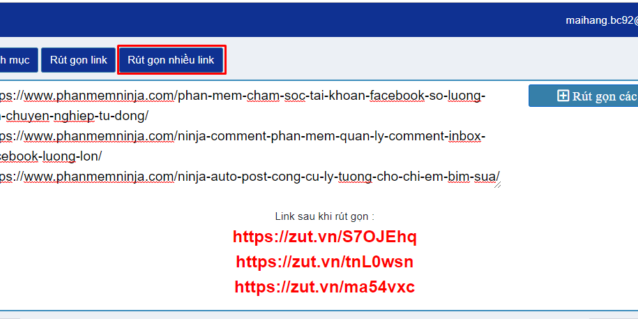 maihang.bc92@
h mục Rút gọn link Rút gọn nhiều link
ps://www.phanmemninja.com/phan-mem-cham-soc-tai-khoan-facebook-so-luong-
-chuyen-nghiep-tu-dong/
Rút gọn các
ps://www.phanmemninja.com/ninja-comment-phan-mem-quan-ly-comment-inbox-
cebook-luong-lon/
ps://www.phanmemninja.com/ninja-auto-post-cong-cu-ly-tuong-cho-chi-em-bim-sua/
Link sau khi rút gọn :
https://zut.vn/S7OJEhq
https://zut.vn/tnL0wsn
https://zut.vn/ma54vxc